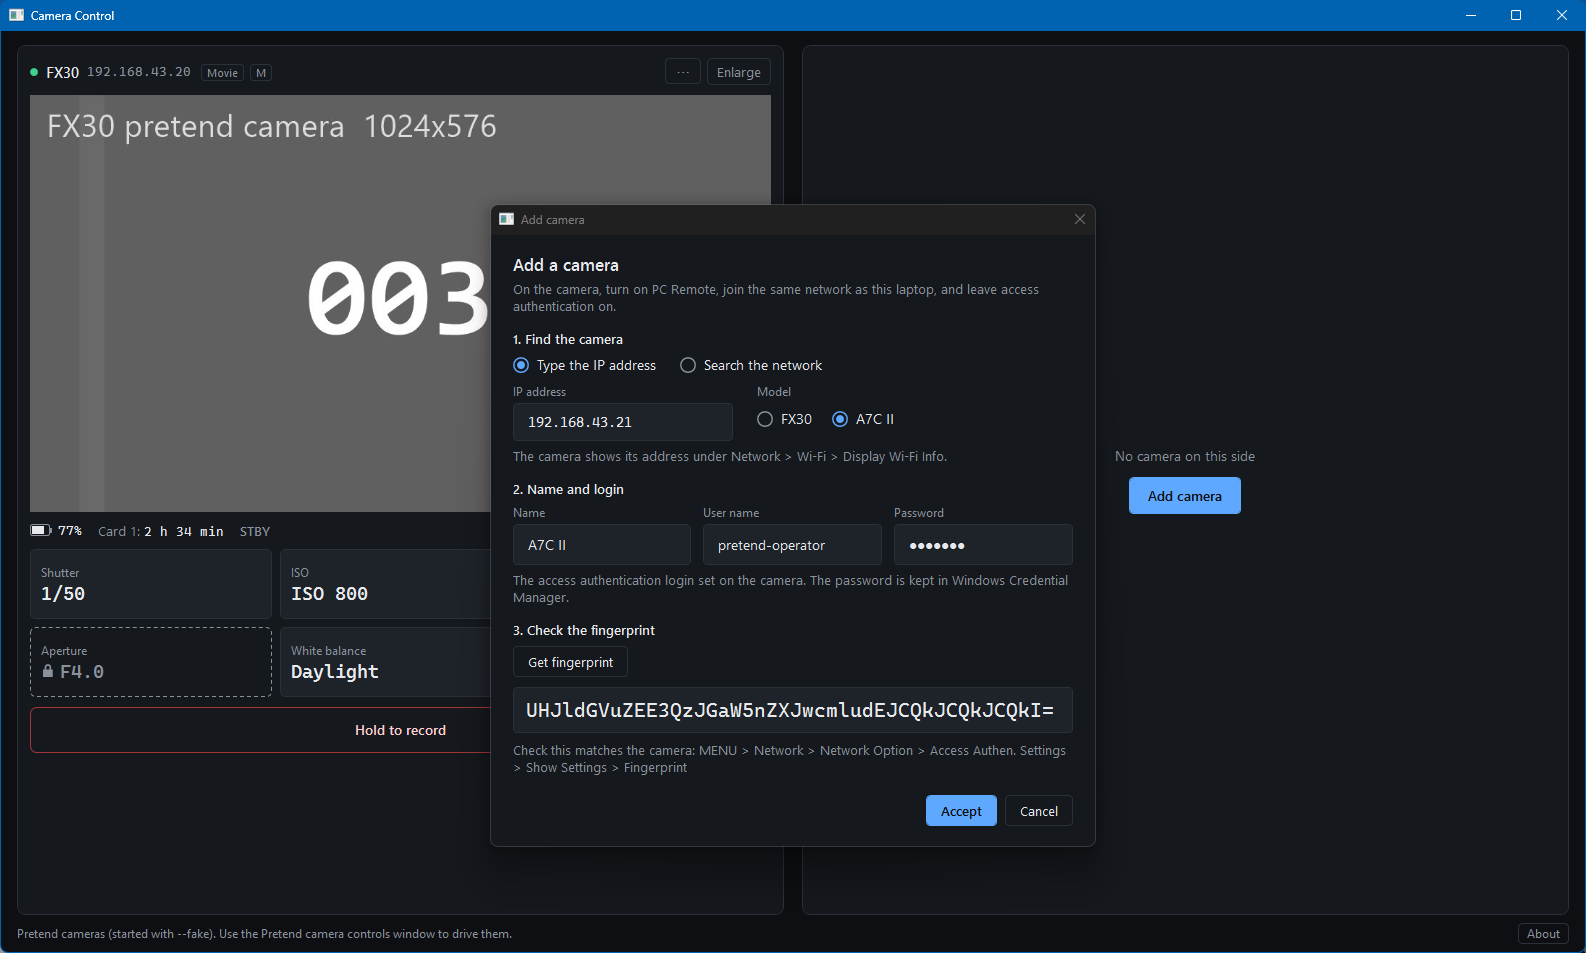 Camera Control
FX30 192.168.43.20 Movie M ... Enlarge
FX30 pretend camera 1024x576
003
77% Card 1: 2 h 34 min STBY
Shutter
1/50
ISO
ISO 800
Aperture
F4.0
White balance
Daylight
Hold to record
Add camera
Add a camera
On the camera, turn on PC Remote, join the same network as this laptop, and leave access
authentication on.
1. Find the camera
Type the IP address Search the network
IP address Model
192.168.43.21 FX30 A7C II
The camera shows its address under Network > Wi-Fi > Display Wi-Fi Info.
2. Name and login
Name User name Password
A7C II pretend-operator •••••••
The access authentication login set on the camera. The password is kept in Windows Credential
Manager.
3. Check the fingerprint
Get fingerprint
UHJldGVuZEE3QzJGaW5nZXJwcmludEJCQkJCQkJCQkI=
Check this matches the camera: MENU > Network > Network Option > Access Authen. Settings
> Show Settings > Fingerprint
Accept Cancel
No camera on this side
Add camera
Pretend cameras (started with --fake). Use the Pretend camera controls window to drive them.
About